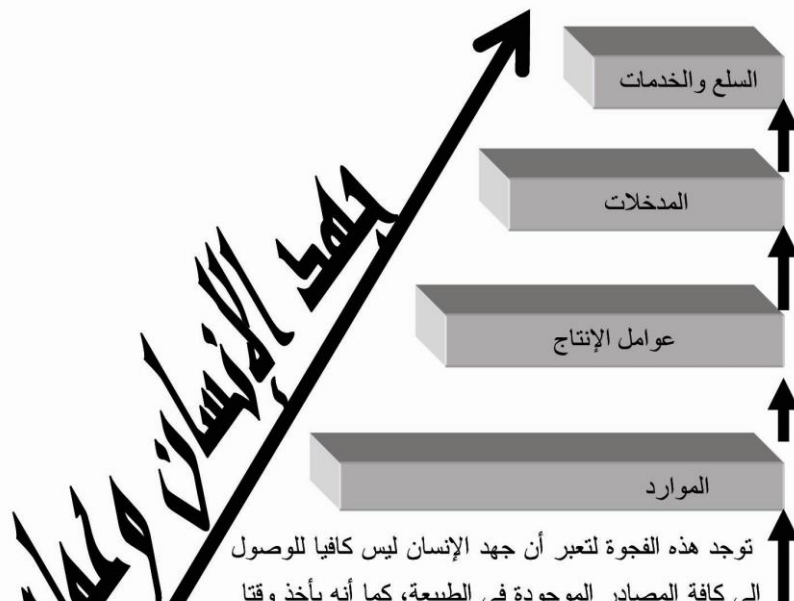 السلع والخدمات
المدخلات
عوامل الإنتاج
الموارد
جهد الإنسان
توجد هذه الفجوة لتعبر أن جهد الإنسان ليس كافيا للوصول
إلى كافة المصادر الموجودة في الطبيعة، كما أنه يأخذ وقتا